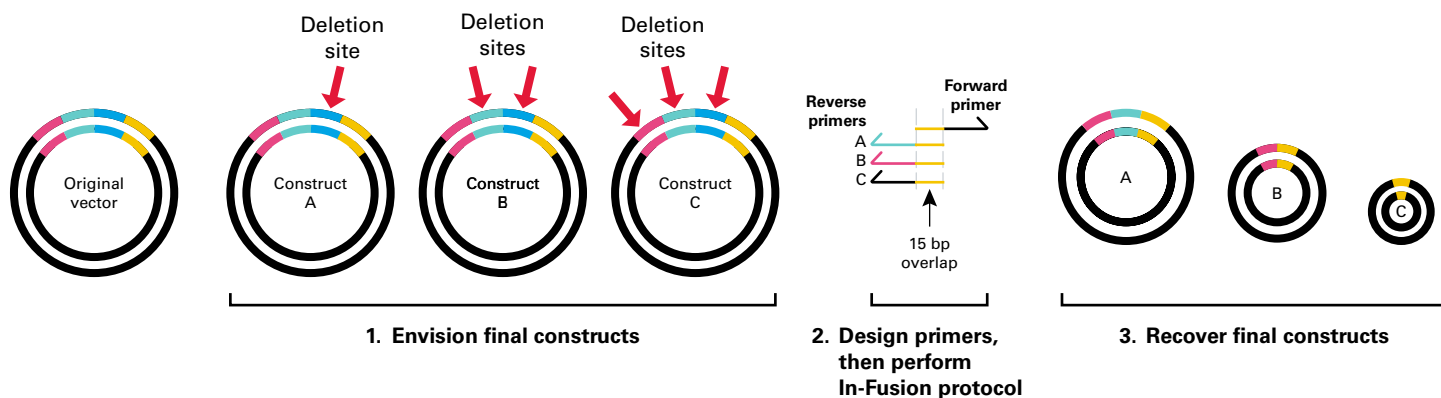 Deletion
site
Deletion
sites
Deletion
sites
Original
vector
Construct
A
Construct
B
Construct
C
Reverse
primers
Forward
primer
A
B
C
15 bp
overlap
A
B
C
1. Envision final constructs
2. Design primers,
then perform
In-Fusion protocol
3. Recover final constructs